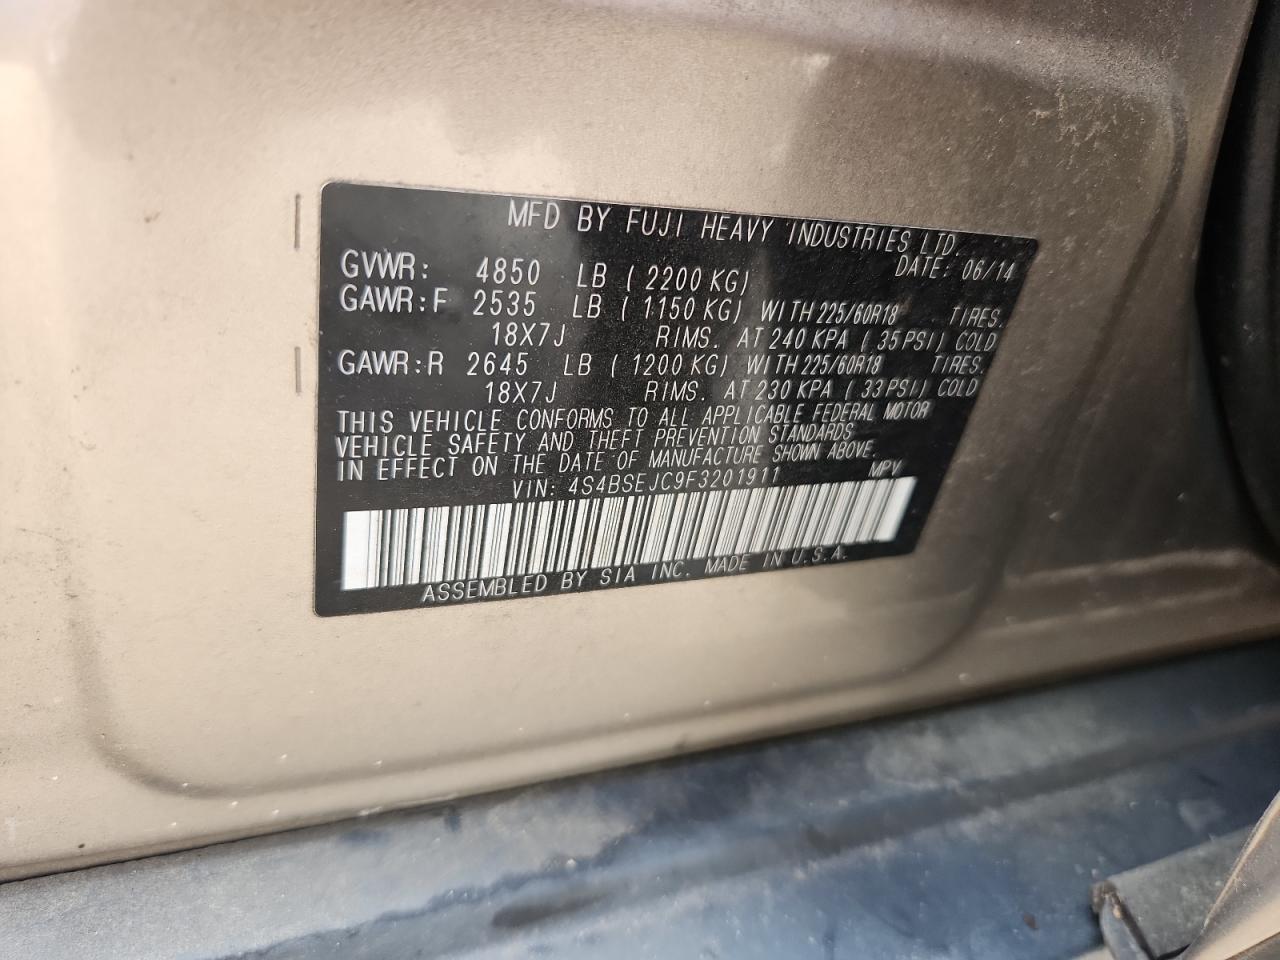 MFD BY FUJI HEAVY INDUSTRIES LTD.
DATE: 06/14
GVWR: 4850 LB ( 2200 KG)
GAWR:F 2535 LB ( 1150 KG) WITH 225/60R18 TIRES.
18X7J RIMS. AT 240 KPA ( 35 PSI) COLD
GAWR:R 2645 LB ( 1200 KG) WITH 225/60R18 TIRES.
18X7J RIMS. AT 230 KPA ( 33 PSI) COLD
THIS VEHICLE CONFORMS TO ALL APPLICABLE FEDERAL MOTOR
VEHICLE SAFETY AND THEFT PREVENTION STANDARDS
IN EFFECT ON THE DATE OF MANUFACTURE SHOWN ABOVE.
VIN: 4S4BSEJC9F3201911 MPV
ASSEMBLED BY SIA INC. MADE IN U.S.A.